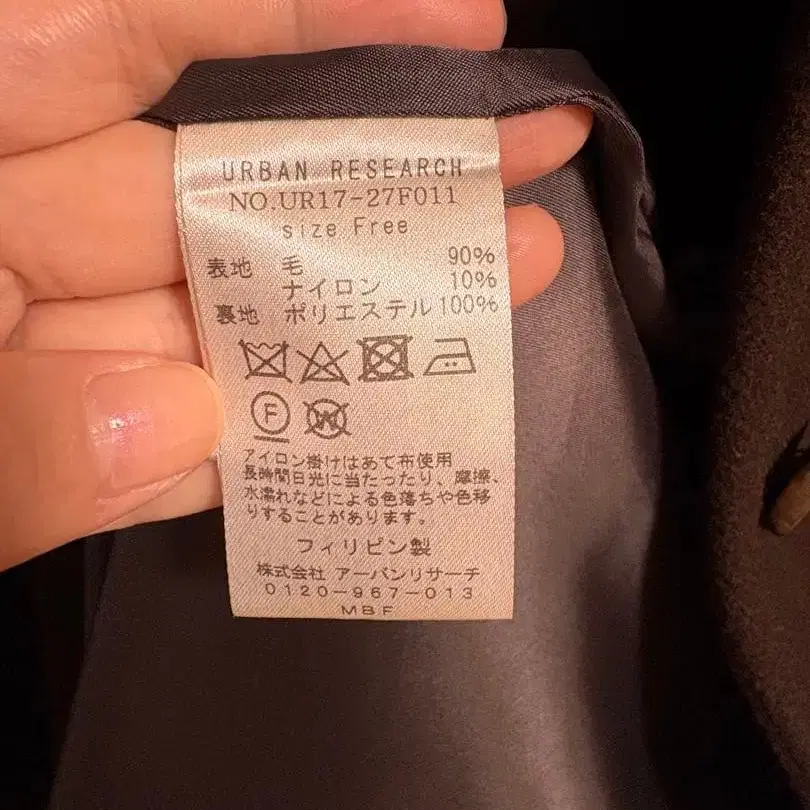 URBAN RESEARCH
NO.UR17-27F011
size Free
表地 毛 90%
ナイロン 10%
裏地 ポリエステル 100%
F W
アイロン掛けはあて布使用
長時間日光に当たったり、摩擦、
水濡れなどによる色落ちや色移
りすることがあります。
フィリピン製
株式会社 アーバンリサーチ
0120-967-013
MBF